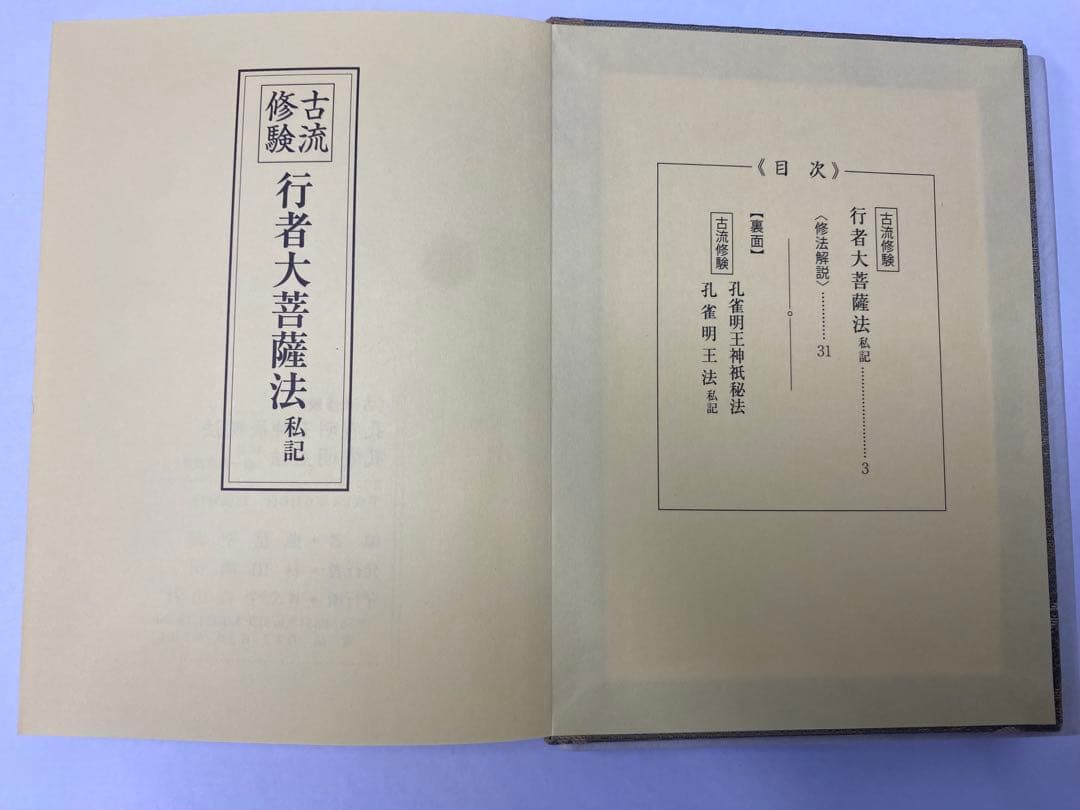 古流
修験
行者大菩薩法 私記
《目 次》
古流修験
行者大菩薩法 私記……………………3
〈修法解説〉…………31
【裏面】
古流修験
孔雀明王神祇秘法
孔雀明王法 私記